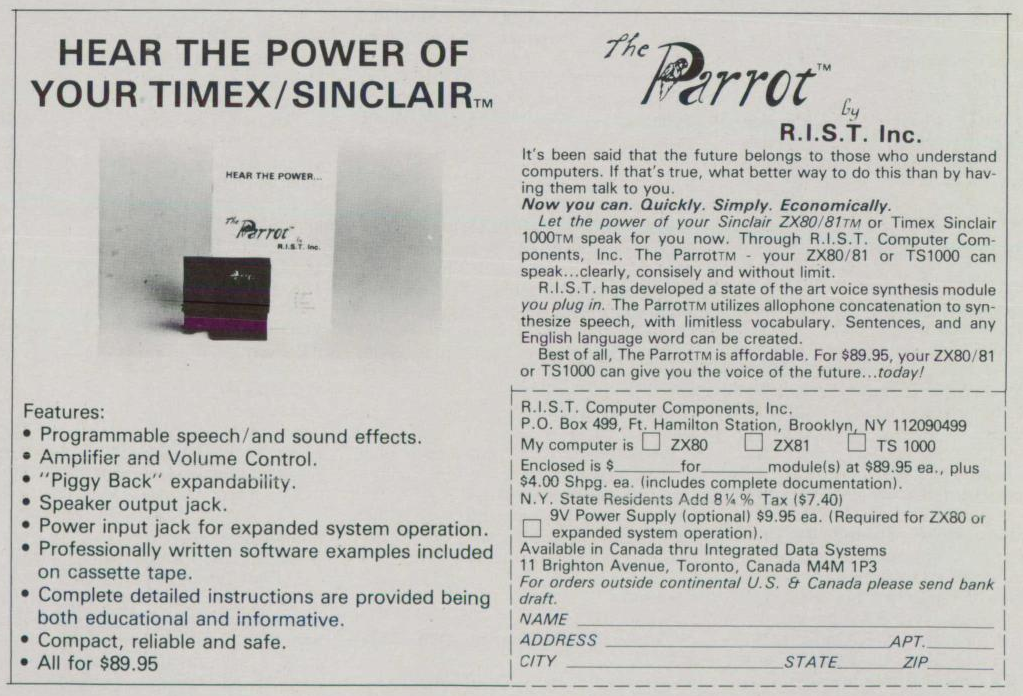 HEAR THE POWER OF
YOUR TIMEX/SINCLAIR™
HEAR THE POWER...
The
Parrot™
by
R.I.S.T. Inc.
Features:
• Programmable speech/and sound effects.
• Amplifier and Volume Control.
• "Piggy Back" expandability.
• Speaker output jack.
• Power input jack for expanded system operation.
• Professionally written software examples included
on cassette tape.
• Complete detailed instructions are provided being
both educational and informative.
• Compact, reliable and safe.
• All for $89.95
The
Parrot™
by
R.I.S.T. Inc.
It's been said that the future belongs to those who understand
computers. If that's true, what better way to do this than by hav-
ing them talk to you.
Now you can. Quickly. Simply. Economically.
Let the power of your Sinclair ZX80/81™ or Timex Sinclair
1000™ speak for you now. Through R.I.S.T. Computer Com-
ponents, Inc. The Parrot™ - your ZX80/81 or TS1000 can
speak...clearly, consisely and without limit.
R.I.S.T. has developed a state of the art voice synthesis module
you plug in. The Parrot™ utilizes allophone concatenation to syn-
thesize speech, with limitless vocabulary. Sentences, and any
English language word can be created.
Best of all, The Parrot™ is affordable. For $89.95, your ZX80/81
or TS1000 can give you the voice of the future...today!
R.I.S.T. Computer Components, Inc.
P.O. Box 499, Ft. Hamilton Station, Brooklyn, NY 112090499
My computer is ☐ ZX80 ☐ ZX81 ☐ TS 1000
Enclosed is $______for______module(s) at $89.95 ea., plus
$4.00 Shpg. ea. (includes complete documentation).
N.Y. State Residents Add 8¼% Tax ($7.40)
☐ 9V Power Supply (optional) $9.95 ea. (Required for ZX80 or
expanded system operation).
Available in Canada thru Integrated Data Systems
11 Brighton Avenue, Toronto, Canada M4M 1P3
For orders outside continental U.S. & Canada please send bank
draft.
NAME
ADDRESS APT.
CITY STATE ZIP